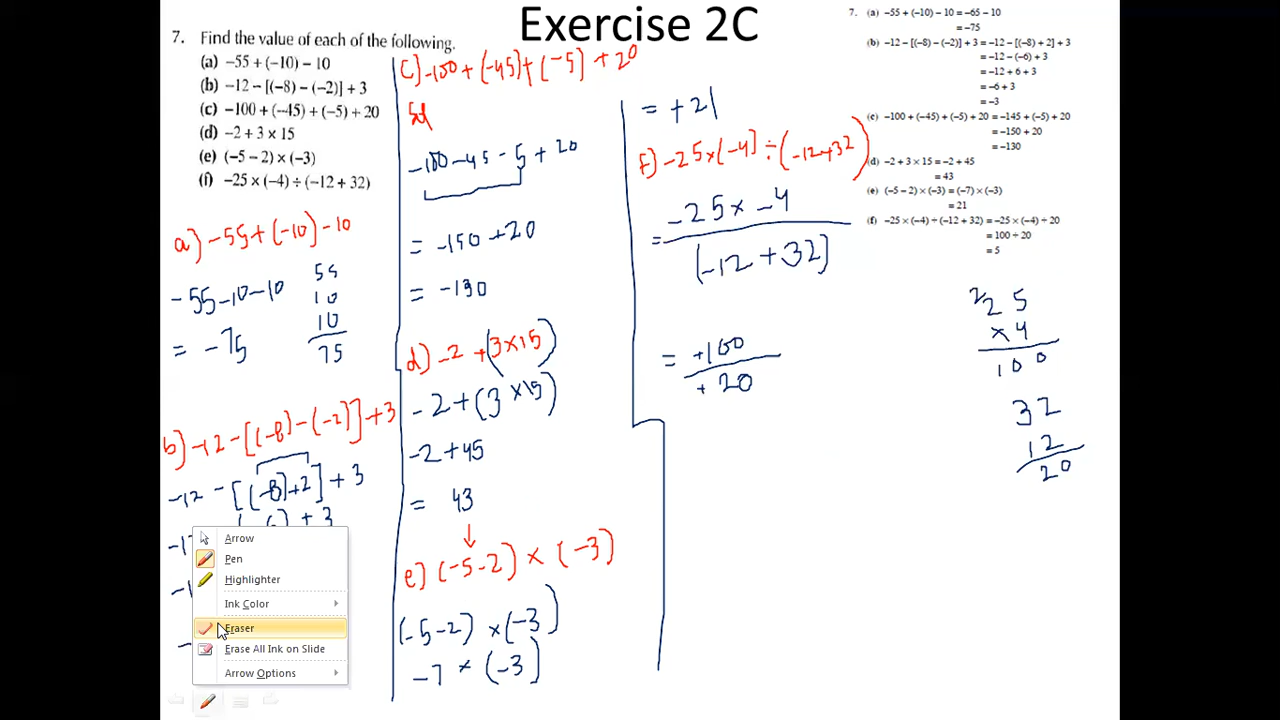 Exercise 2C
7. Find the value of each of the following.
(a) −55 + (−10) − 10
(b) −12 − [(−8) − (−2)] + 3
(c) −100 + (−45) + (−5) + 20
(d) −2 + 3 × 15
(e) (−5 − 2) × (−3)
(f) −25 × (−4) ÷ (−12 + 32)
a) −55 + (−10) − 10
−55 −10 −10
= −75
55
10
10
75
b) −12 − [(−8) − (−2)] + 3
−12 − [(−8)+2] + 3
Arrow
Pen
Highlighter
Ink Color
Eraser
Erase All Ink on Slide
Arrow Options
C) −100 + (−45) + (−5) + 20
−100 −45 − 5 + 20
= −150 +20
= −130
d) −2 + (3×15)
−2 + (3 ×15)
−2 +45
= 43
e) (−5−2) × (−3)
(−5−2) × (−3)
−7 × (−3)
= +21
F) −25×(−4) ÷ (−12+32)
= −25 × −4
(−12 + 32)
= +100
+ 20
7. (a) −55 + (−10) − 10 = −65 − 10
= −75
(b) −12 − [(−8) − (−2)] + 3 = −12 − [(−8) + 2] + 3
= −12 − (−6) + 3
= −12 + 6 + 3
= −6 + 3
= −3
(c) −100 + (−45) + (−5) + 20 = −145 + (−5) + 20
= −150 + 20
= −130
(d) −2 + 3 × 15 = −2 + 45
= 43
(e) (−5 − 2) × (−3) = (−7) × (−3)
= 21
(f) −25 × (−4) ÷ (−12 + 32) = −25 × (−4) ÷ 20
= 100 ÷ 20
= 5
2 25
×4
100
32
12
20